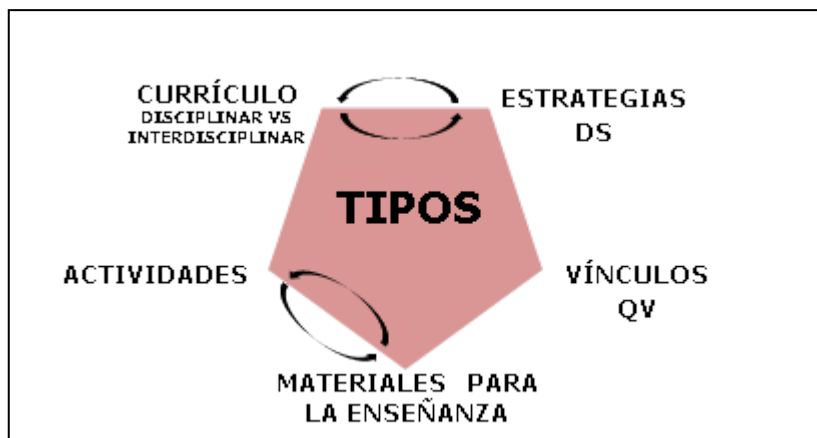 CURRÍCULO
DISCIPLINAR VS
INTERDISCIPLINAR
ESTRATEGIAS
DS
TIPOS
ACTIVIDADES
VÍNCULOS
QV
MATERIALES PARA
LA ENSEÑANZA